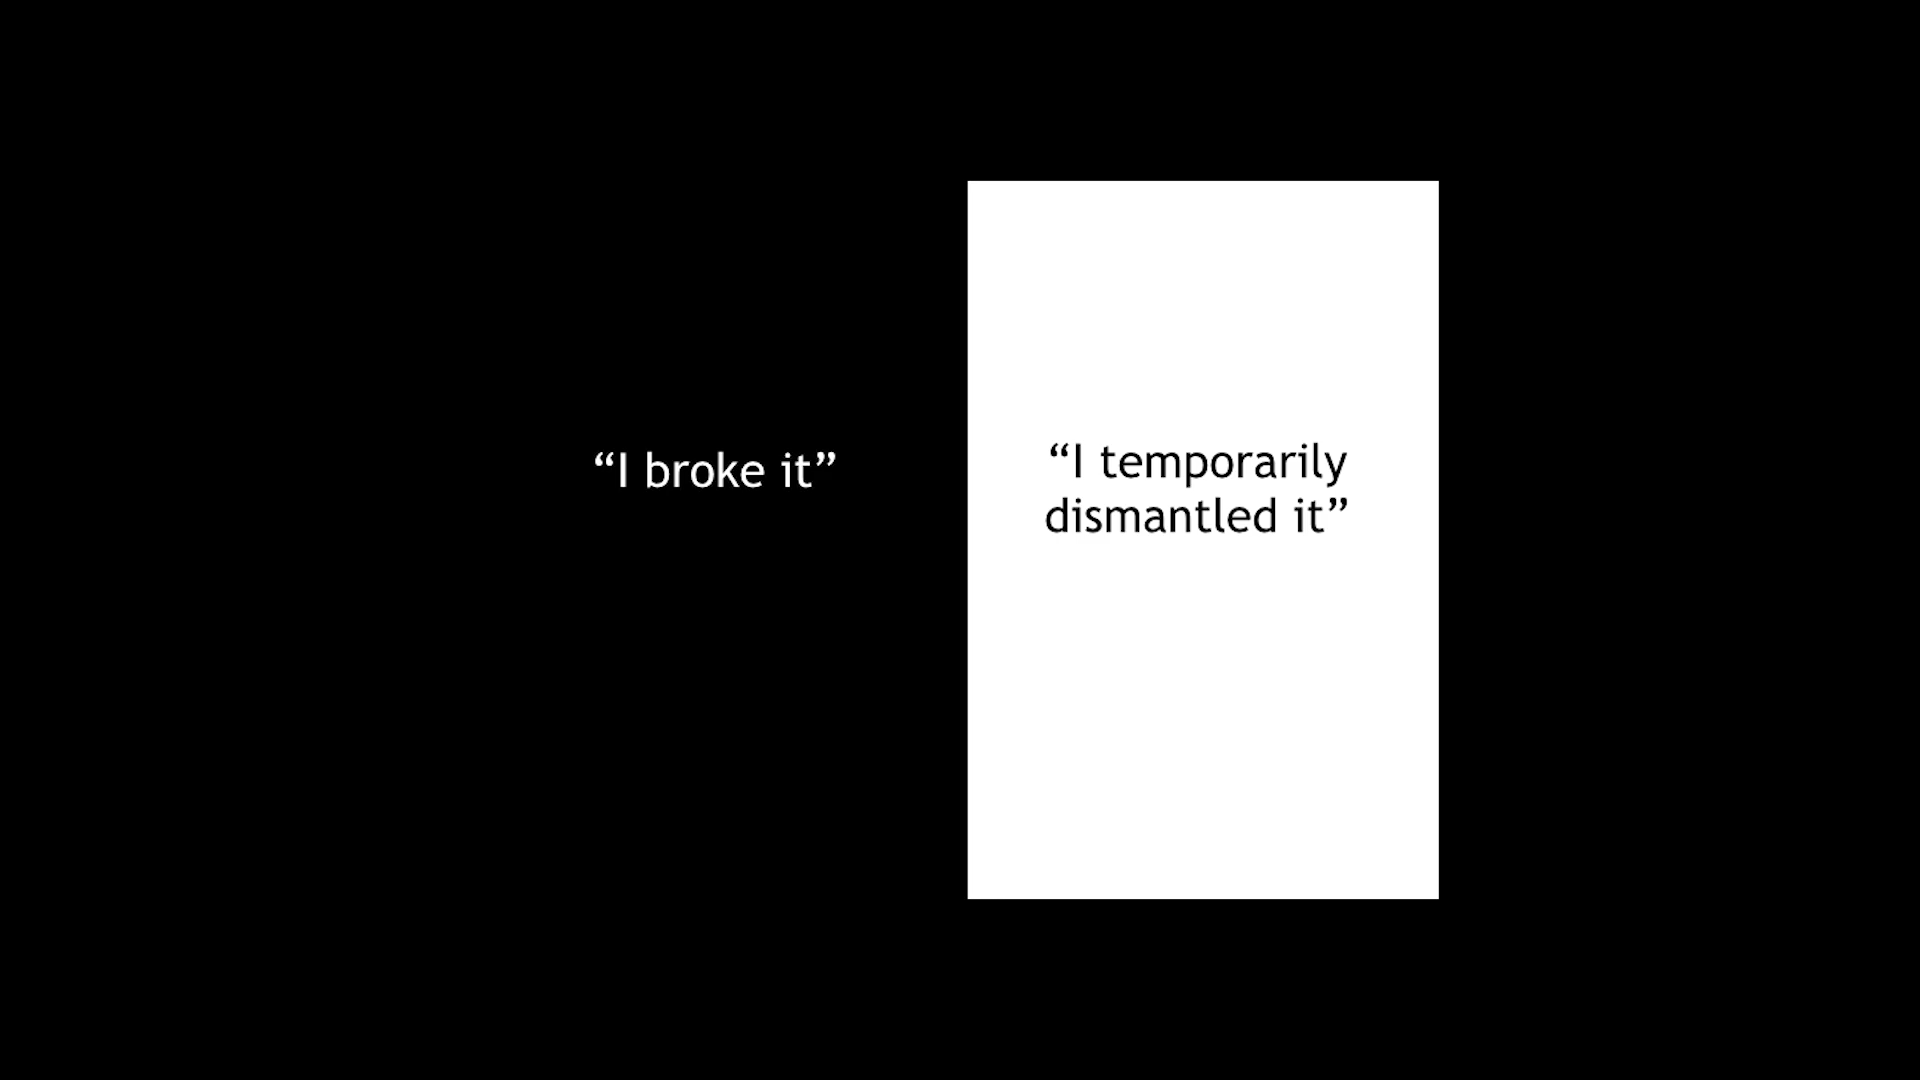 “I broke it”
“I temporarily
dismantled it”